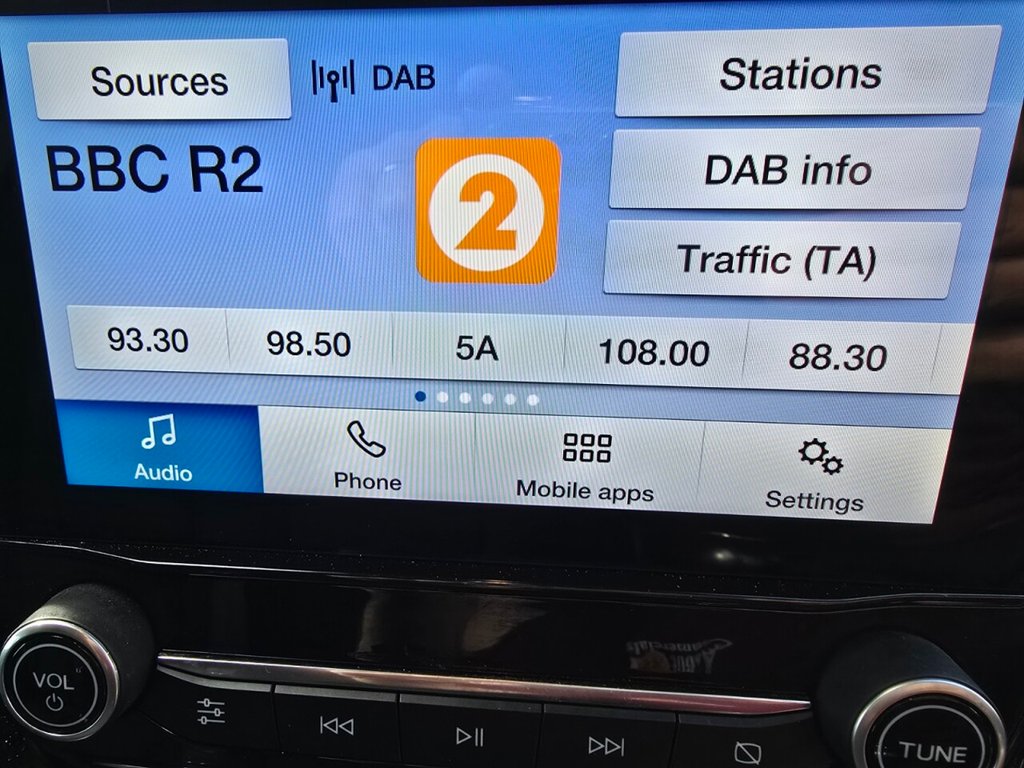 Sources
DAB
Stations
BBC R2
2
DAB info
Traffic (TA)
93.30
98.50
5A
108.00
88.30
Audio
Phone
Mobile apps
Settings
VOL
TUNE